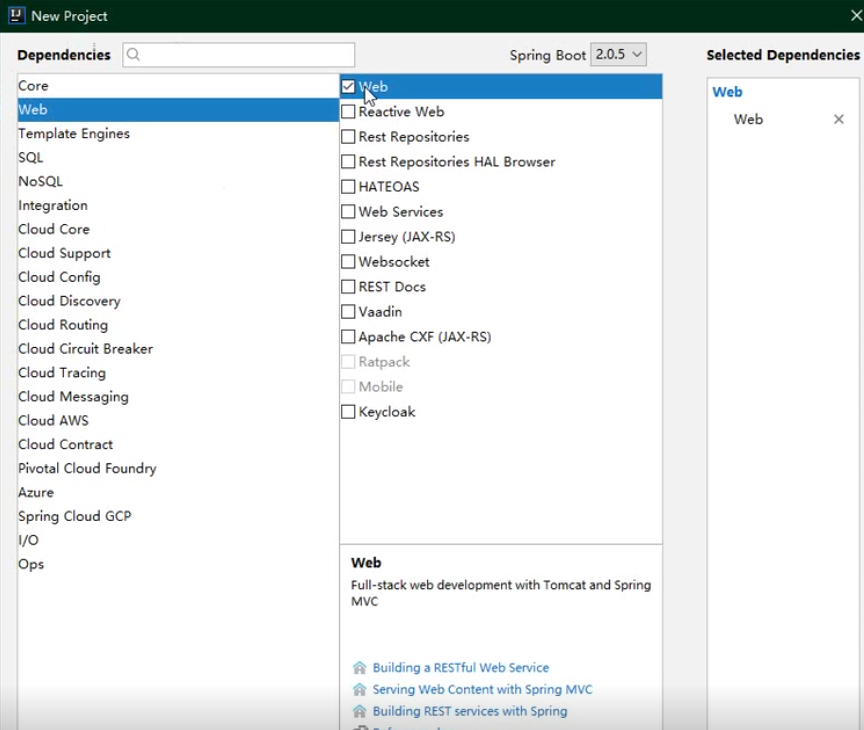 New Project
Dependencies
Spring Boot 2.0.5
Selected Dependencies
Core
Web
Template Engines
SQL
NoSQL
Integration
Cloud Core
Cloud Support
Cloud Config
Cloud Discovery
Cloud Routing
Cloud Circuit Breaker
Cloud Tracing
Cloud Messaging
Cloud AWS
Cloud Contract
Pivotal Cloud Foundry
Azure
Spring Cloud GCP
I/O
Ops
Web
Reactive Web
Rest Repositories
Rest Repositories HAL Browser
HATEOAS
Web Services
Jersey (JAX-RS)
Websocket
REST Docs
Vaadin
Apache CXF (JAX-RS)
Ratpack
Mobile
Keycloak
Web
Full-stack web development with Tomcat and Spring
MVC
Building a RESTful Web Service
Serving Web Content with Spring MVC
Building REST services with Spring
Web
Web